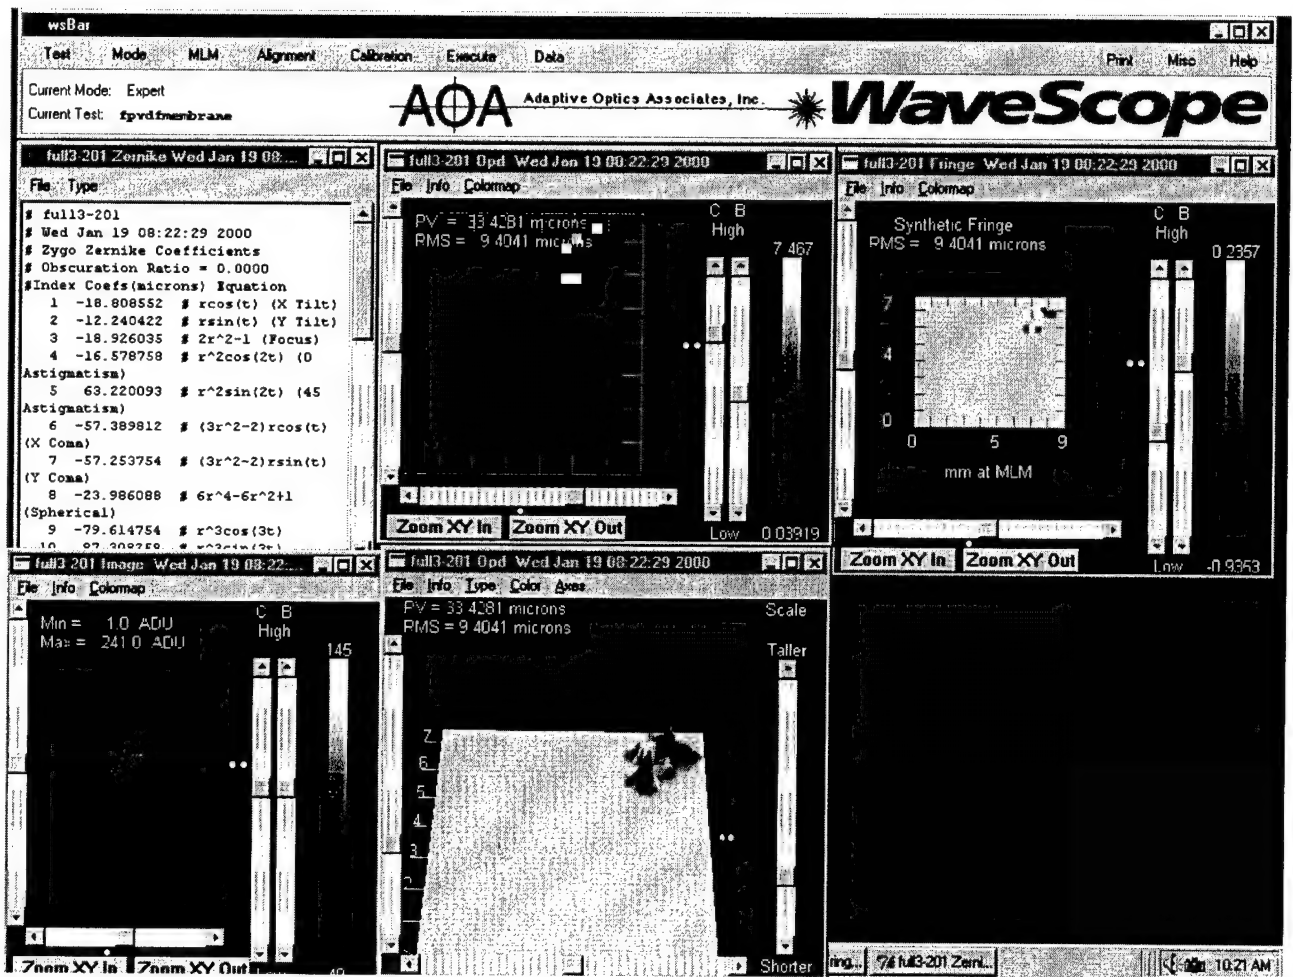 wsBar
Test Mode MLM Alignment Calibration Execute Data Print Misc Help
Current Mode: Expert
Current Test: fpvdfmembrane
AOA Adaptive Optics Associates, Inc. WaveScope
full3-201 Zernike Wed Jan 19 08:...
File Type
# full3-201
# Wed Jan 19 08:22:29 2000
# Zygo Zernike Coefficients
# Obscuration Ratio = 0.0000
#Index Coefs(microns) Equation
1 -18.808552 # rcos(t) (X Tilt)
2 -12.240422 # rsin(t) (Y Tilt)
3 -18.926035 # 2r^2-1 (Focus)
4 -16.578758 # r^2cos(2t) (0
Astigmatism)
5 63.220093 # r^2sin(2t) (45
Astigmatism)
6 -57.389812 # (3r^2-2)rcos(t)
(X Coma)
7 -57.253754 # (3r^2-2)rsin(t)
(Y Coma)
8 -23.986088 # 6r^4-6r^2+1
(Spherical)
9 -79.614754 # r^3cos(3t)
full3-201 Opd Wed Jan 19 08:22:29 2000
File Info Colormap
PV = 33.4281 microns
RMS = 9.4041 microns
C B
High
7.467
Zoom XY In Zoom XY Out
Low 0.03919
full3-201 Fringe Wed Jan 19 08:22:29 2000
File Info Colormap
Synthetic Fringe
RMS = 9.4041 microns
C B
High
0.2357
7
4
0
0 5 9
mm at MLM
Zoom XY In Zoom XY Out
Low -0.9353
full3-201 Image Wed Jan 19 08:22:...
File Info Colormap
Min = 1.0 ADU
Max = 241.0 ADU
C B
High
145
Zoom XY In Zoom XY Out
full3-201 Opd Wed Jan 19 08:22:29 2000
File Info Type Color Axes
PV = 33.4281 microns
RMS = 9.4041 microns
Scale
Taller
7
6
5
4
3
2
Shorter
ring... full3-201 Zerni... 10:21 AM